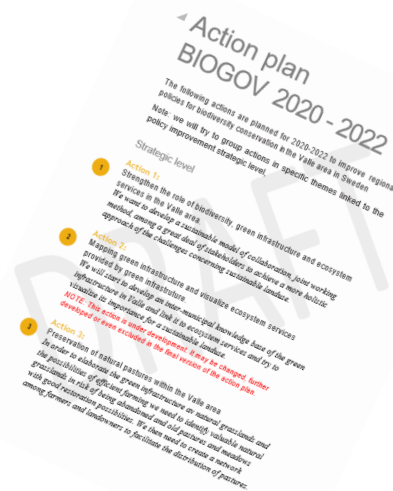 Action plan
BIOGOV 2020 - 2022
The following actions are planned for 2020-2022 to improve regional
policies for biodiversity conservation in the Valle area in Sweden
Note: we will try to group actions in specific themes linked to the
policy improvement strategic level.
Strategic level
1
Action 1:
Strengthen the role of biodiversity, green infrastructure and ecosystem
services in the Valle area.
We want to develop a sustainable model of collaboration, joint working
method, among a great deal of stakeholders to achieve a more holistic
approach of the challenges concerning sustainable landuse.
2
Action 2:
Mapping green infrastructure and visualize ecosystem services
provided by green infrastruture.
We will start to develop an inter-municipal knowledge base of the green
infrastructure in Valle and link it to ecosystem services and try to
visualize its importance for a sustainable landuse.
NOTE: This action is under development. It may be changed, further
developed or even excluded in the final version of the action plan.
3
Action 3:
Preservation of natural pastures within the Valle area
In order to elaborate the green infrastructure av natural grasslands and
the possibilities of efficient farming we need to identify valuable natural
grasslands in risk of being abandoned and old pastures and meadows
with good restoration possibilities. We then need to create a network
among farmers and landowners to facilitate the distribution of pastures.
DRAFT